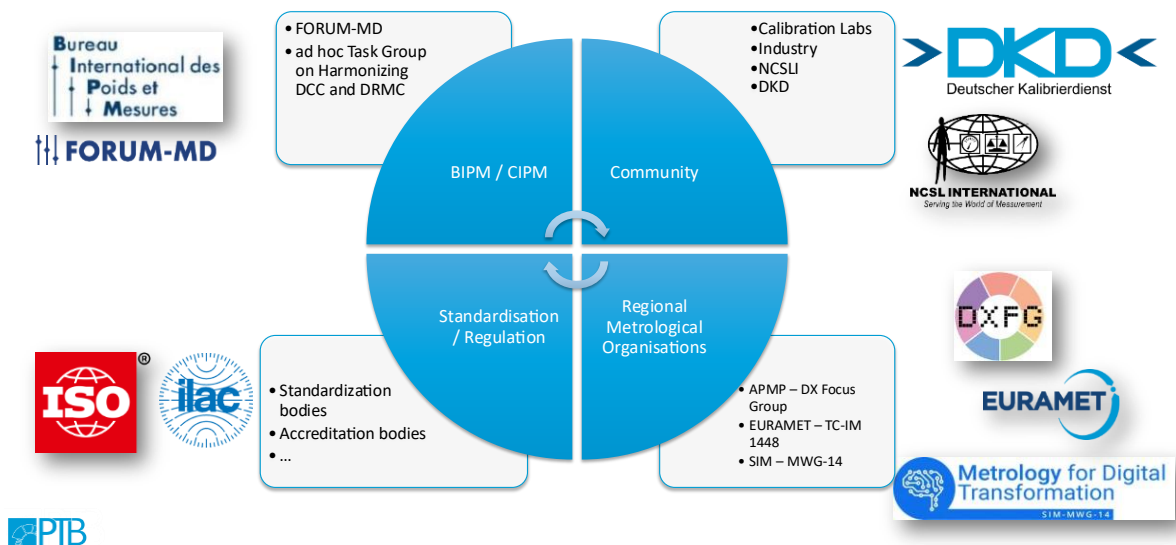 Bureau
International des
Poids et
Mesures
FORUM-MD
• FORUM-MD
• ad hoc Task Group
on Harmonizing
DCC and DRMC
BIPM / CIPM
Community
•Calibration Labs
•Industry
•NCSLI
•DKD
DKD
Deutscher Kalibrierdienst
NCSL INTERNATIONAL
Serving the World of Measurement
Standardisation
/ Regulation
Regional
Metrological
Organisations
ISO
®
ilac
• Standardization
bodies
• Accreditation bodies
• ...
• APMP – DX Focus
Group
• EURAMET – TC-IM
1448
• SIM – MWG-14
DXFG
EURAMET
Metrology for Digital
Transformation
SIM-MWG-14
PTB